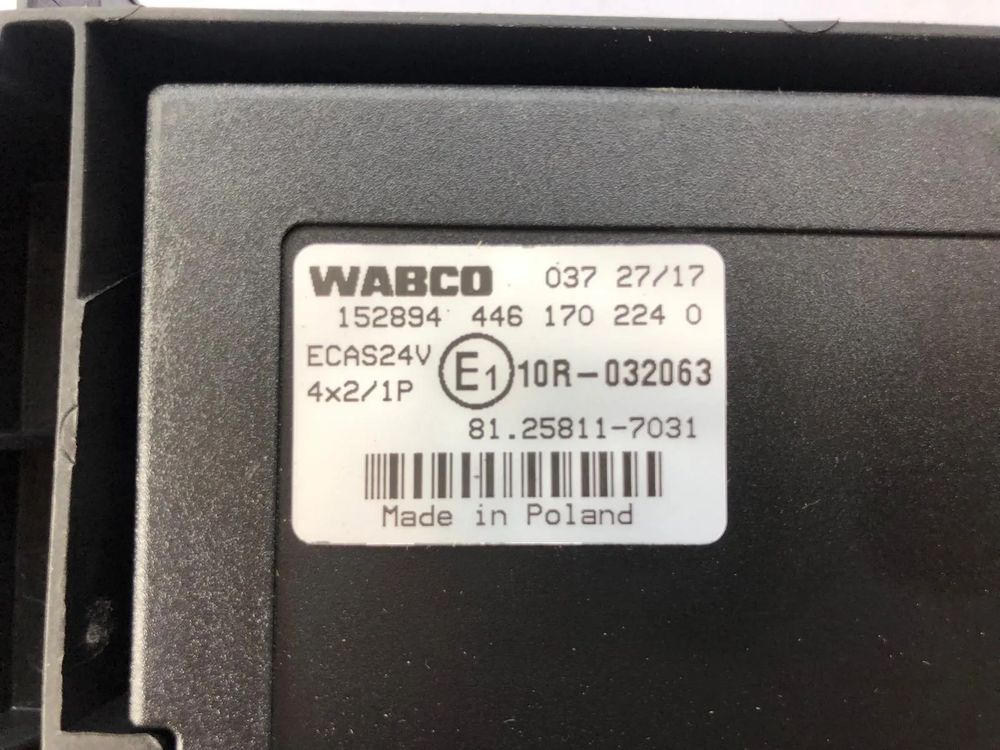 WABCO 037 27/17
152894 446 170 224 0
ECAS24V
4x2/1P
E1 10R-032063
81.25811-7031
Made in Poland